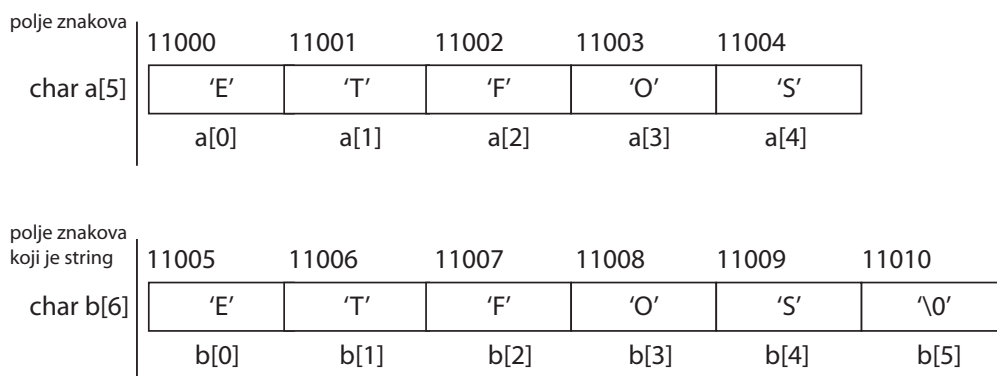 polje znakova
11000 11001 11002 11003 11004
char a[5] ‘E’ ‘T’ ‘F’ ‘O’ ‘S’
a[0] a[1] a[2] a[3] a[4]
polje znakova
koji je string
11005 11006 11007 11008 11009 11010
char b[6] ‘E’ ‘T’ ‘F’ ‘O’ ‘S’ ‘\0’
b[0] b[1] b[2] b[3] b[4] b[5]